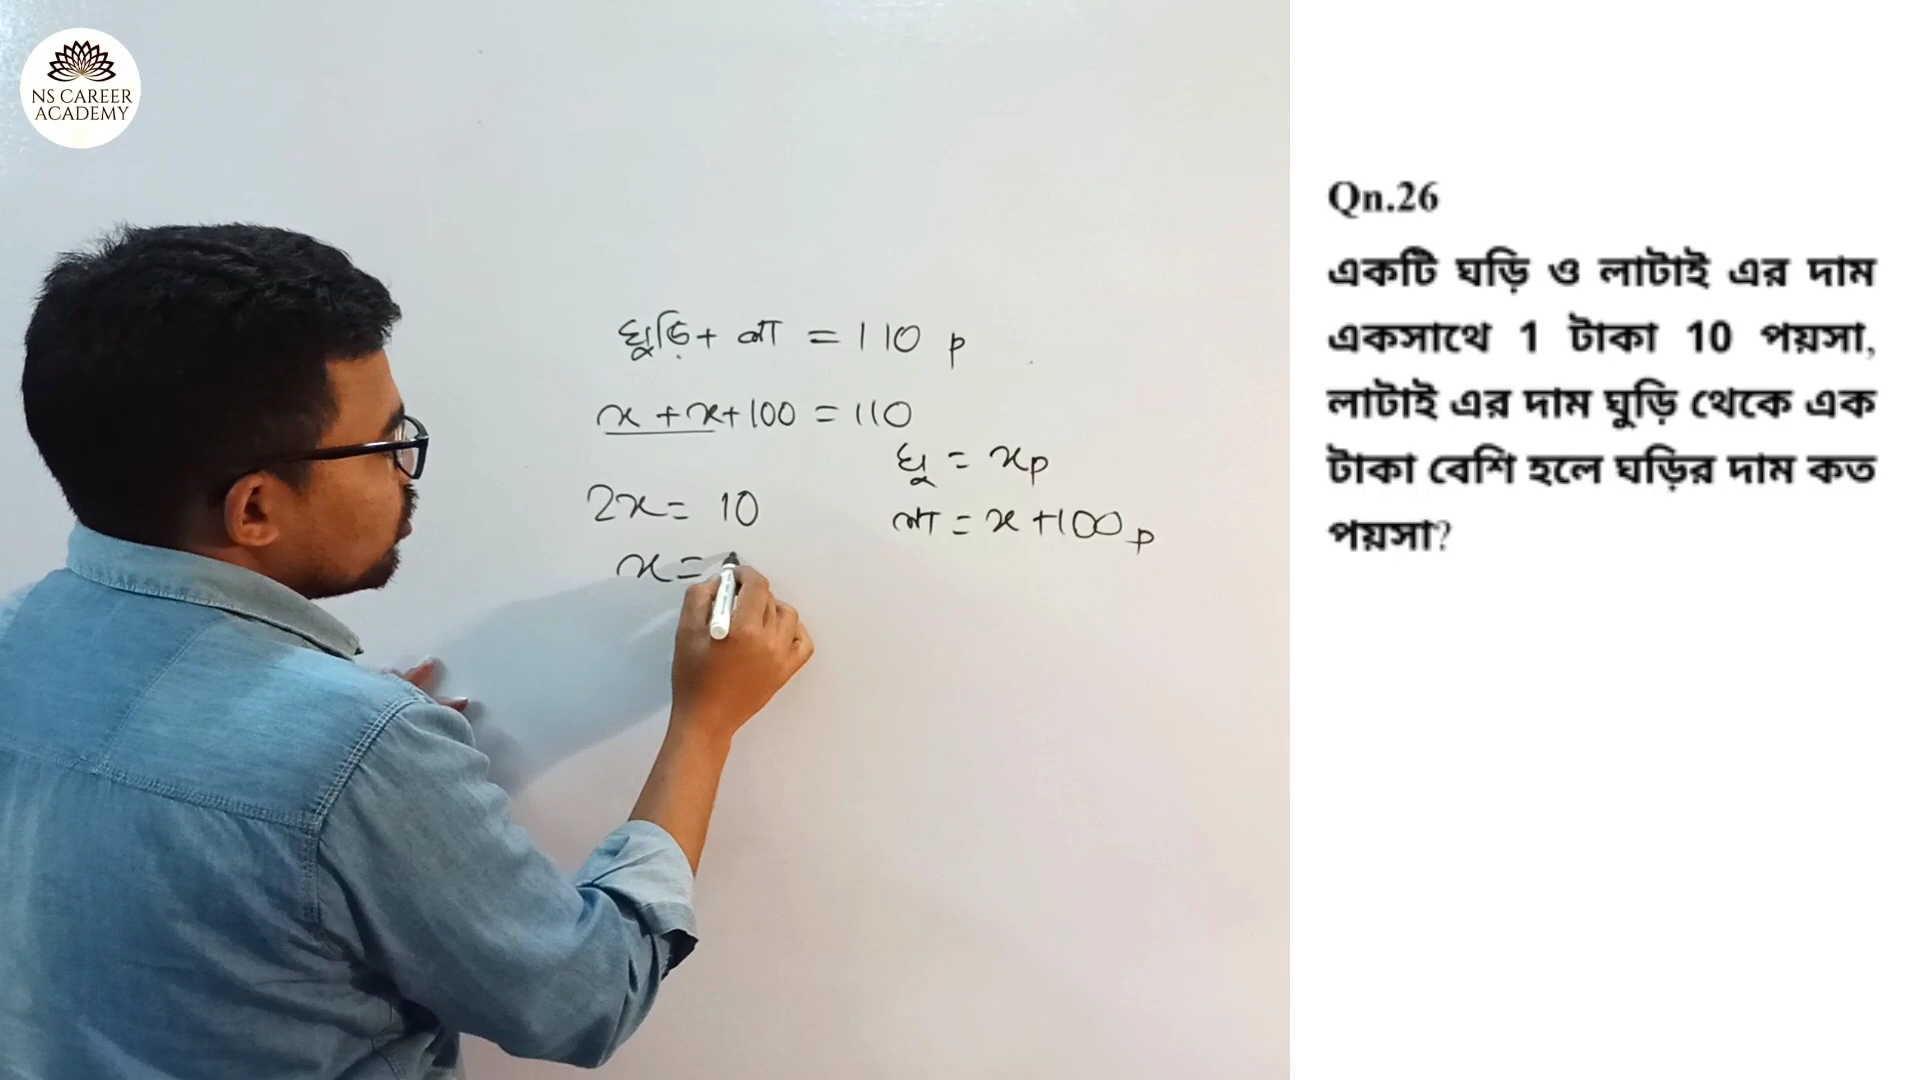 NS CAREER
ACADEMY
ঘুড়ি + লা = 110 p
x + x + 100 = 110
ঘু = xp
2x = 10
লা = x + 100 p
x =
Qn.26
একটি ঘড়ি ও লাটাই এর দাম
একসাথে 1 টাকা 10 পয়সা,
লাটাই এর দাম ঘুড়ি থেকে এক
টাকা বেশি হলে ঘড়ির দাম কত
পয়সা?